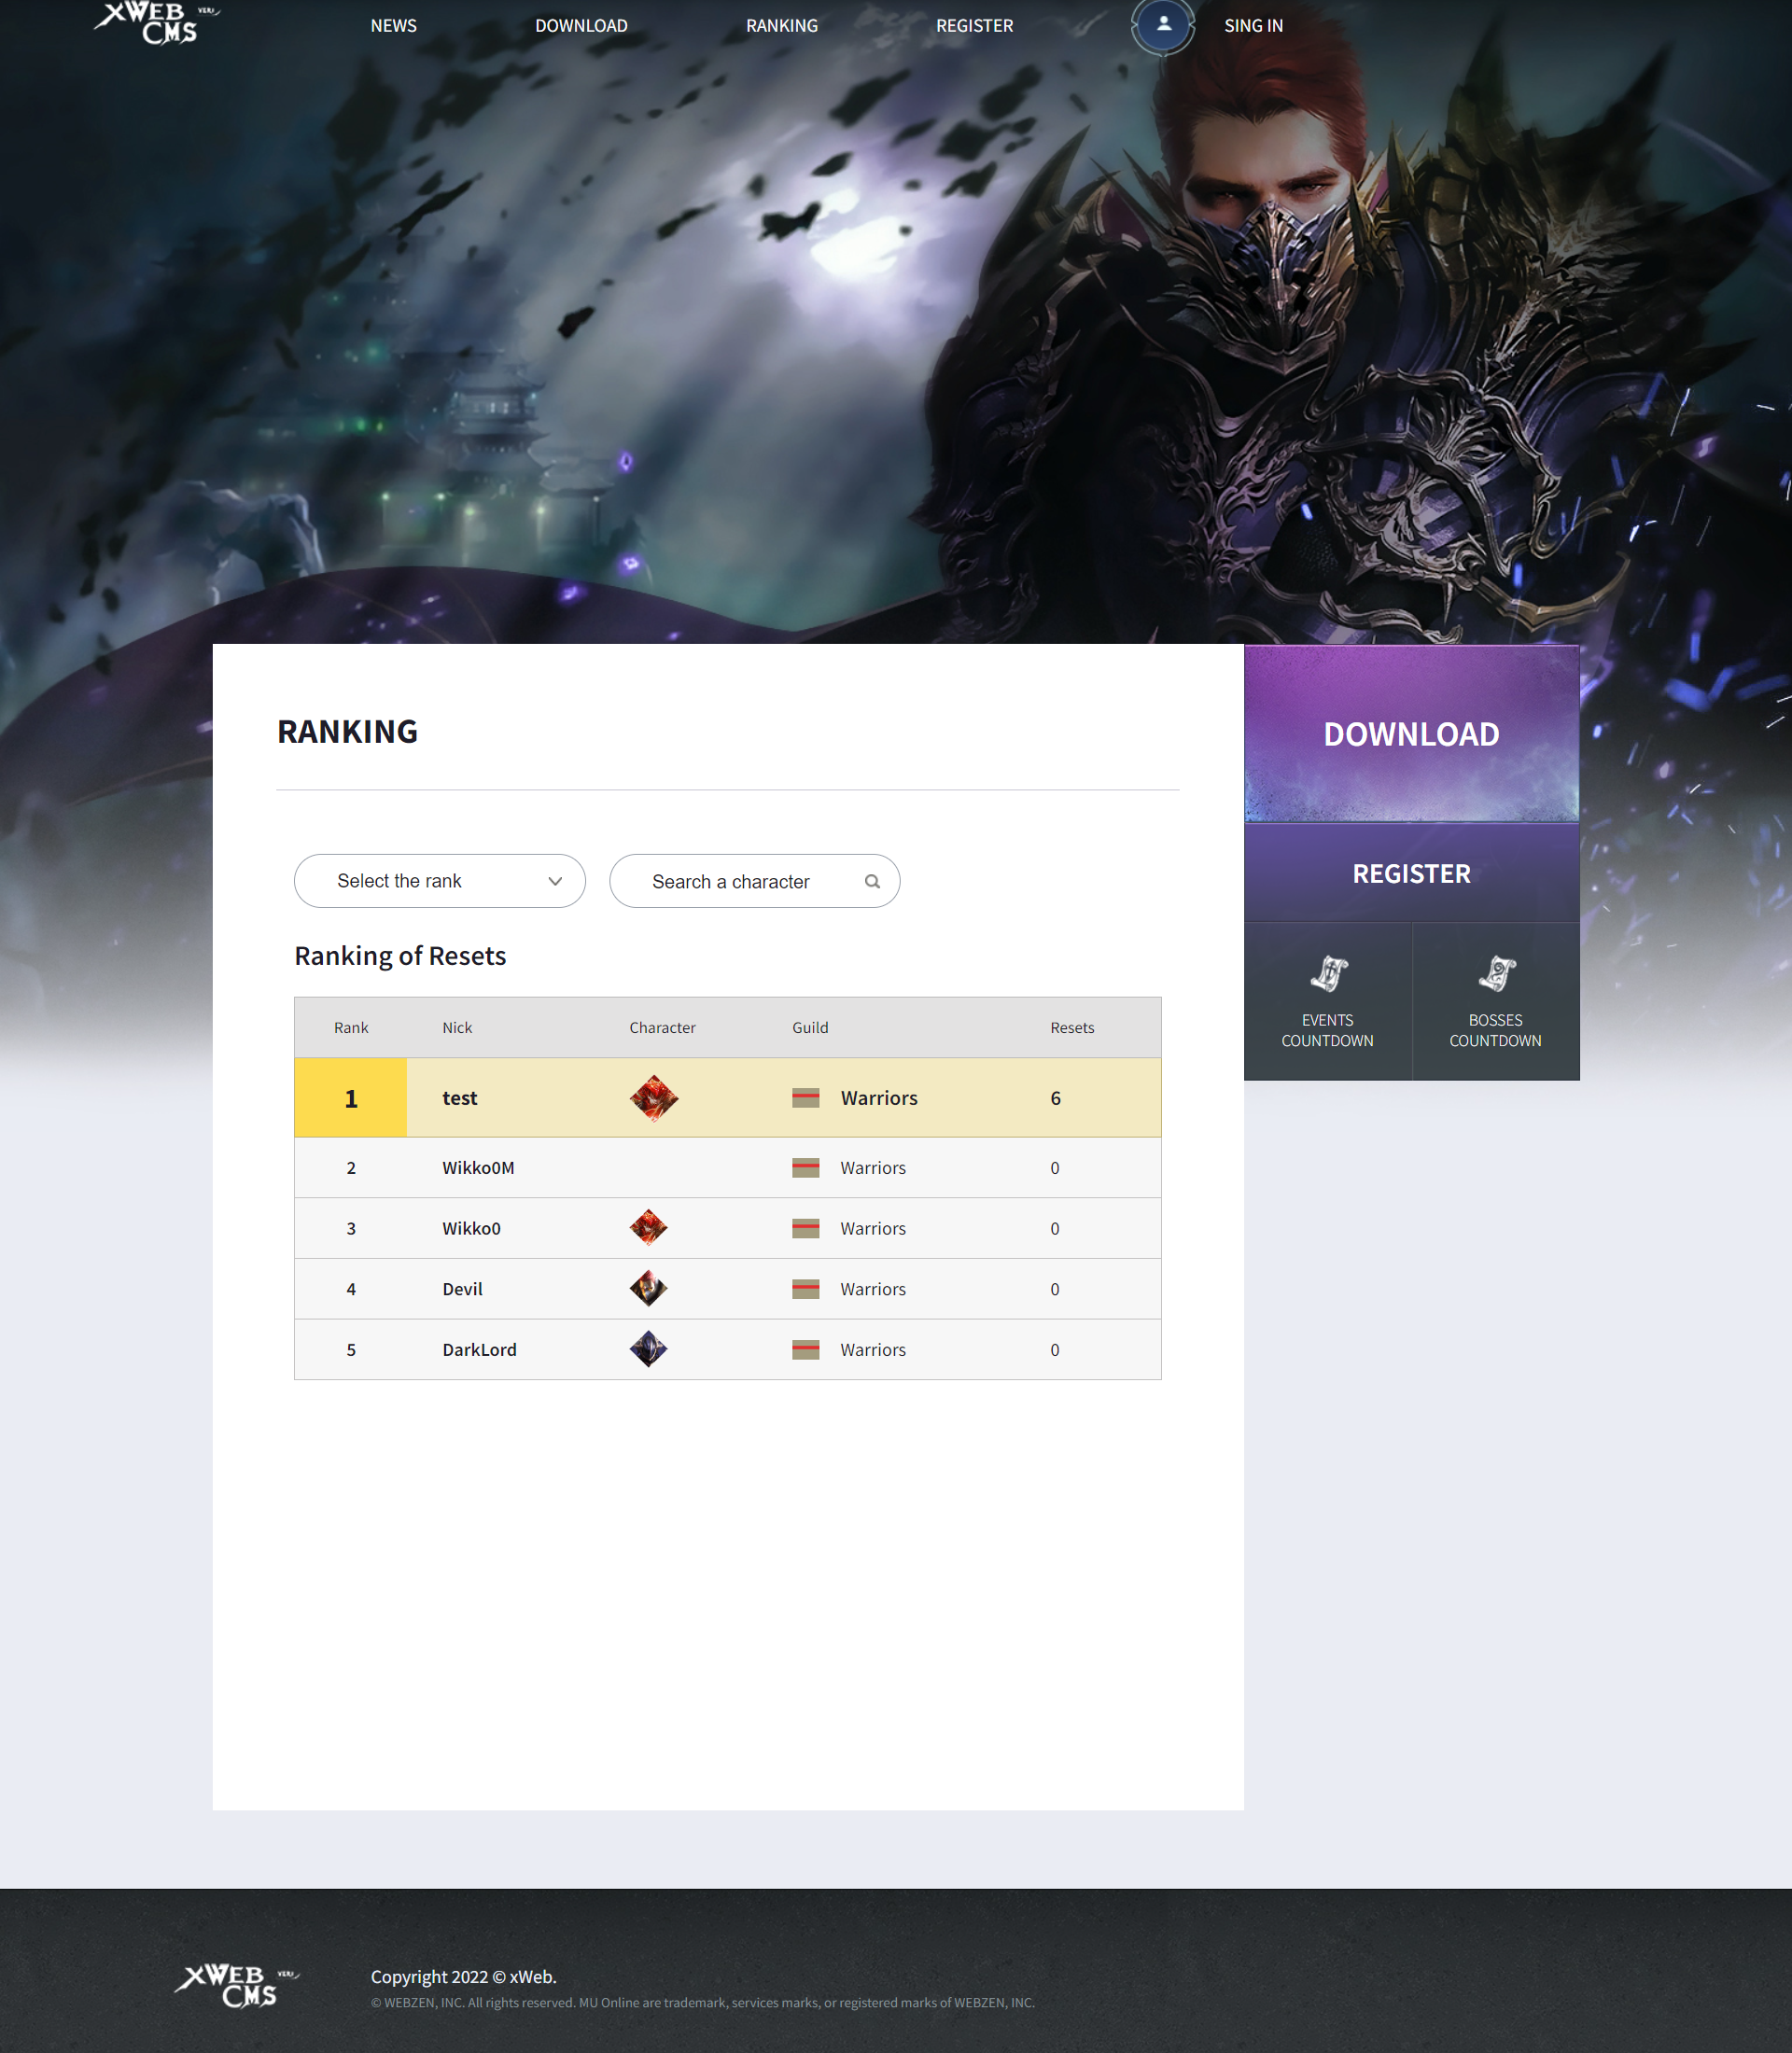 xWEB
CMS
NEWS DOWNLOAD RANKING REGISTER SING IN
RANKING
DOWNLOAD
Select the rank Search a character
REGISTER
Ranking of Resets
EVENTS
COUNTDOWN
BOSSES
COUNTDOWN
Rank Nick Character Guild Resets
1 test Warriors 6
2 Wikko0M Warriors 0
3 Wikko0 Warriors 0
4 Devil Warriors 0
5 DarkLord Warriors 0
xWEB
CMS
Copyright 2022 © xWeb.
© WEBZEN, INC. All rights reserved. MU Online are trademark, services marks, or registered marks of WEBZEN, INC.